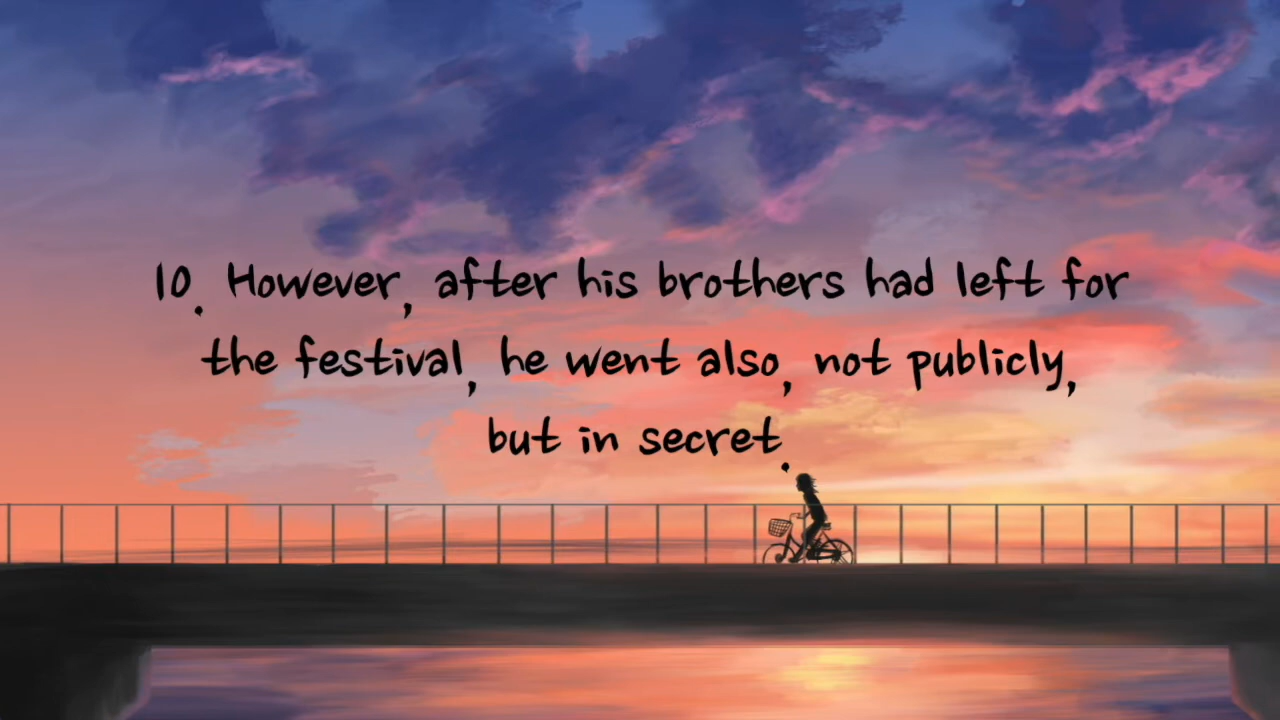 10. However, after his brothers had left for
the festival, he went also, not publicly,
but in secret.